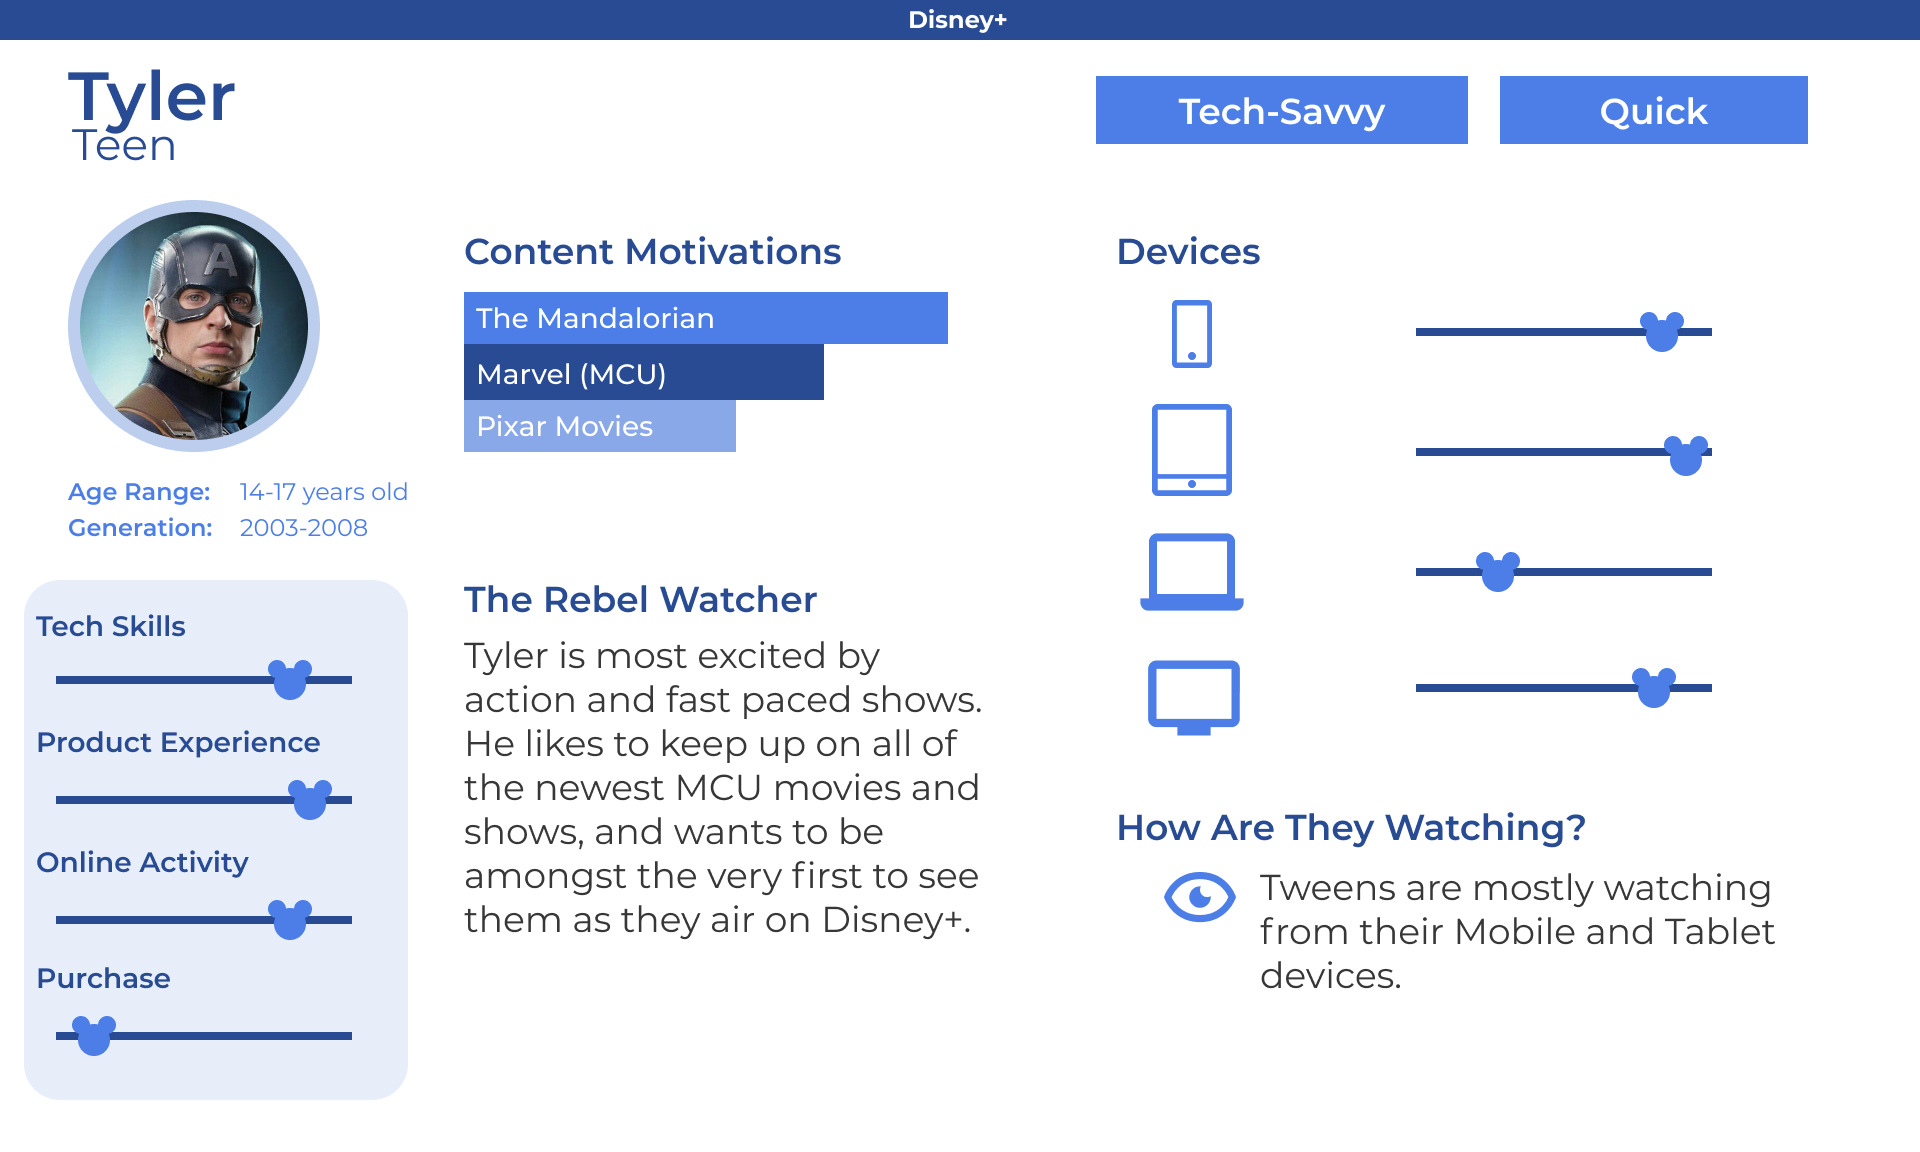 Disney+
Tyler
Teen
Tech-Savvy
Quick
A
Age Range: 14-17 years old
Generation: 2003-2008
Tech Skills
Product Experience
Online Activity
Purchase
Content Motivations
The Mandalorian
Marvel (MCU)
Pixar Movies
The Rebel Watcher
Tyler is most excited by
action and fast paced shows.
He likes to keep up on all of
the newest MCU movies and
shows, and wants to be
amongst the very first to see
them as they air on Disney+.
Devices
How Are They Watching?
Tweens are mostly watching
from their Mobile and Tablet
devices.